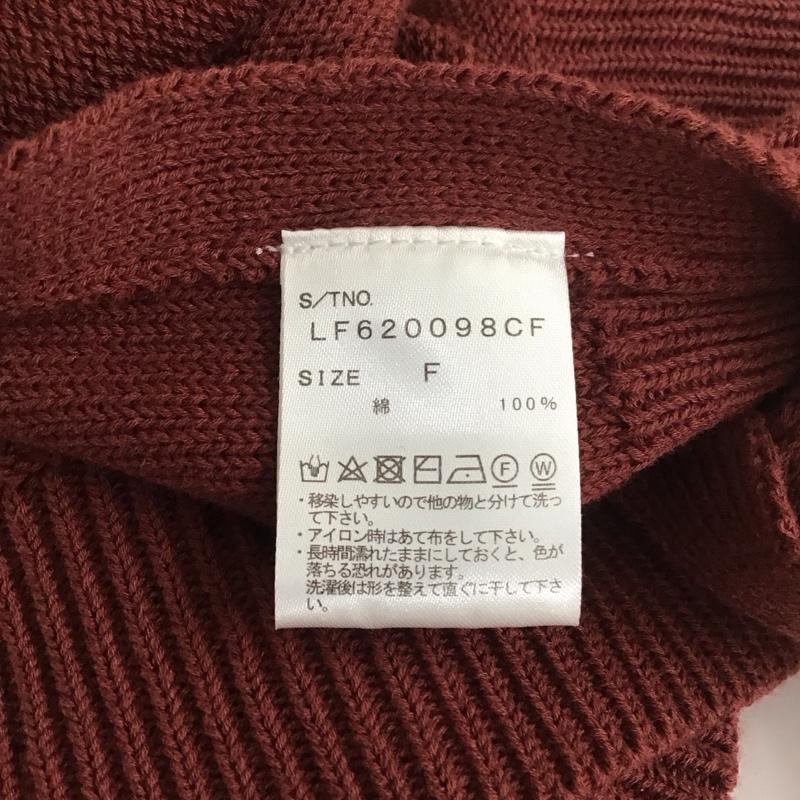 S/TNO.
LF620098CF
SIZE F
綿 100%
F W
・移染しやすいので他の物と分けて洗っ
て下さい。
・アイロン時はあて布をして下さい。
・長時間濡れたままにしておくと、色が
落ちる恐れがあります。
洗濯後は形を整えて直ぐに干して下さ
い。